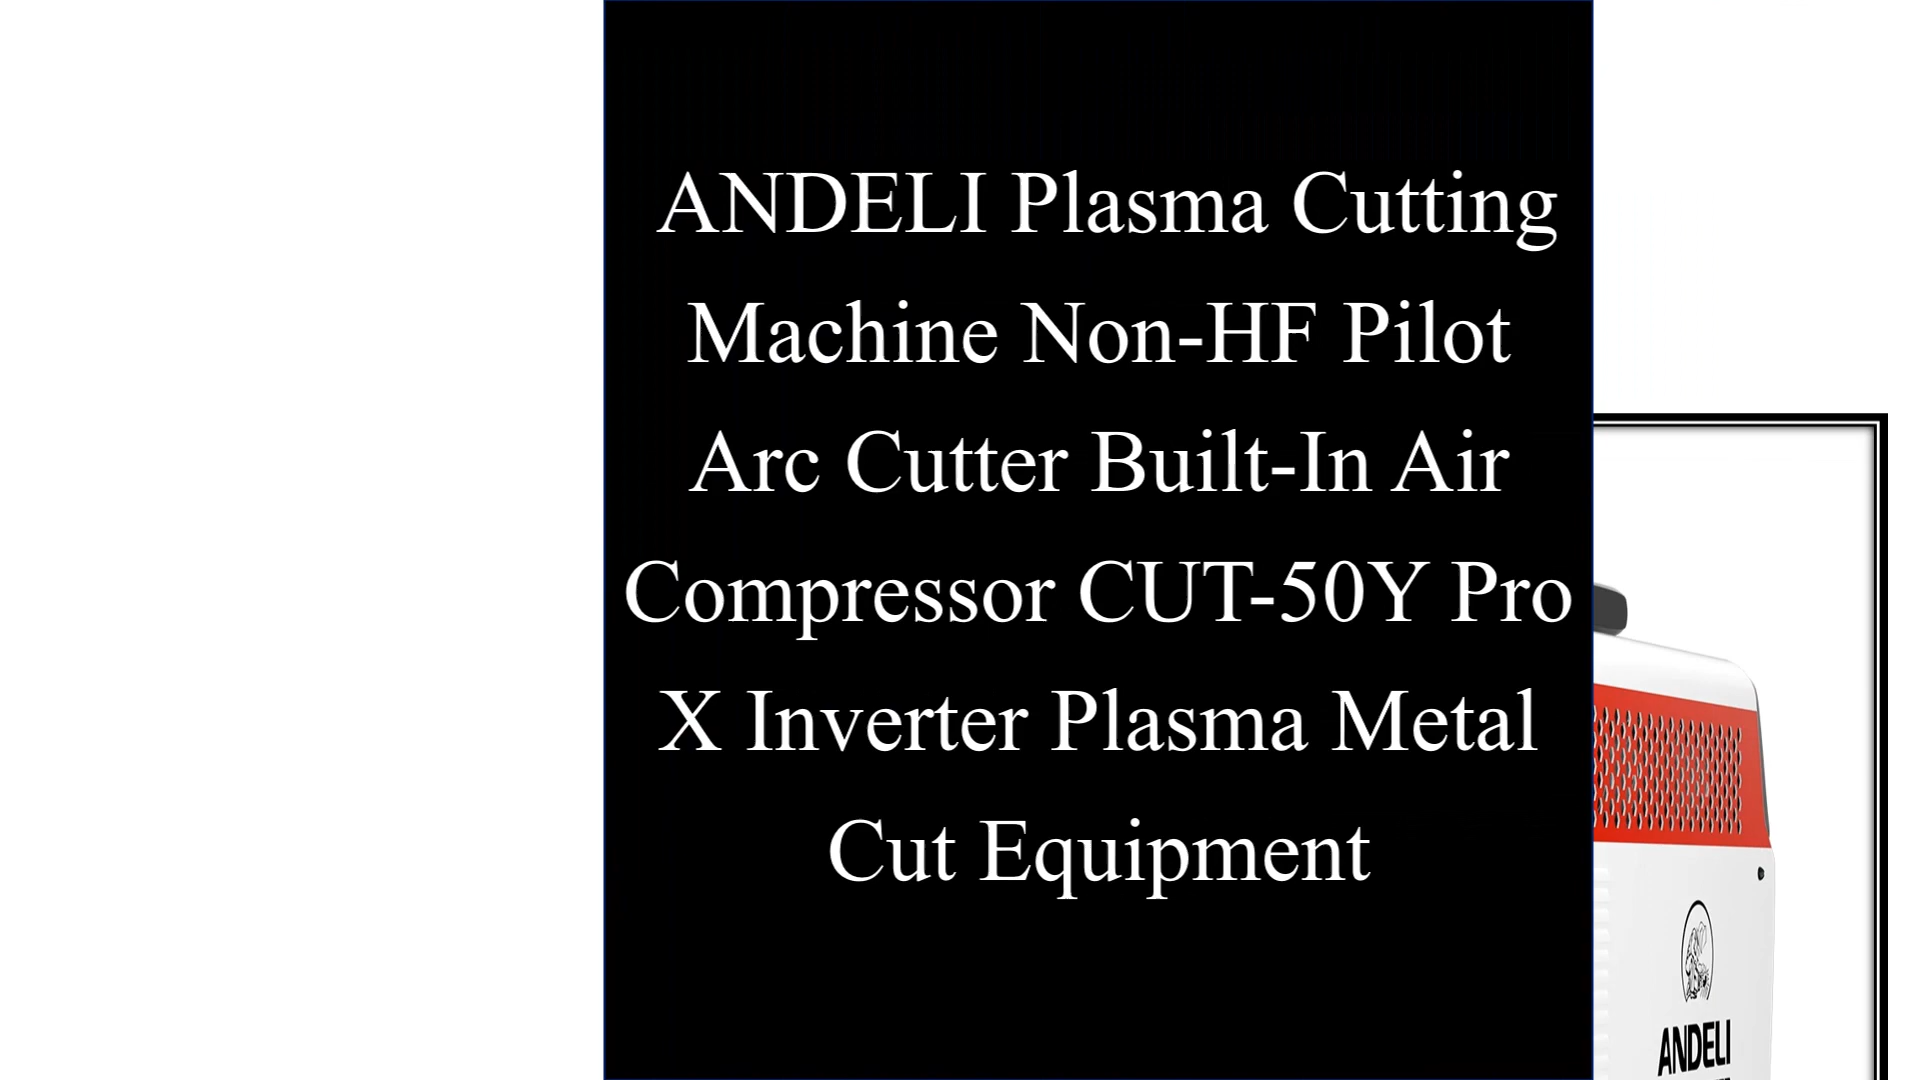 ANDELI Plasma Cutting
Machine Non-HF Pilot
Arc Cutter Built-In Air
Compressor CUT-50Y Pro
X Inverter Plasma Metal
Cut Equipment
ANDELI